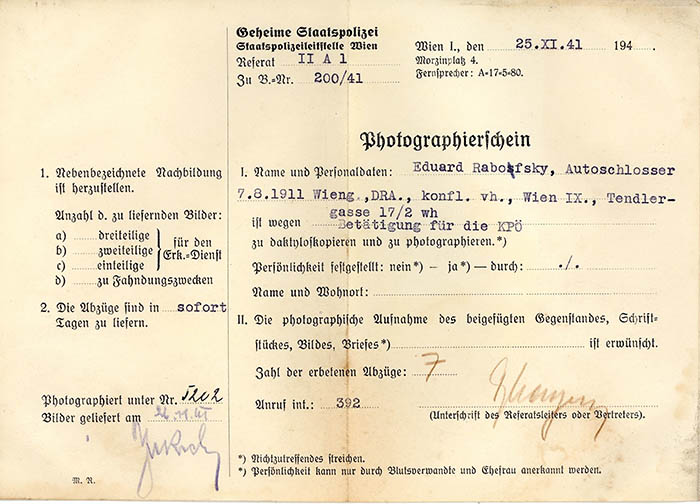 Geheime Staatspolizei
Staatspolizeileitstelle Wien
Referat II A 1
Zu B.=Nr. 200/41
Wien I., den 25.XI.41 194 .
Morzinplatz 4.
Fernsprecher: A=17=5=80.
Photographierschein
1. Nebenbezeichnete Nachbildung
ist herzustellen.
Anzahl d. zu liefernden Bilder:
a) dreiteilige
b) zweiteilige
c) einteilige
für den
Erk.=Dienst
d) zu Fahndungszwecken
2. Die Abzüge sind in sofort
Tagen zu liefern.
Photographiert unter Nr. 5202
Bilder geliefert am
M. R.
I. Name und Personaldaten: Eduard Rabofsky, Autoschlosser
7.8.1911 Wieng.,DRA., konfl. vh., Wien IX., Tendler-
gasse 17/2 wh
ist wegen Betätigung für die KPÖ
zu daktyloskopieren und zu photographieren.*)
Persönlichkeit festgestellt: nein*) – ja*) — durch: ./.
Name und Wohnort:
II. Die photographische Aufnahme des beigefügten Gegenstandes, Schrift=
stückes, Bildes, Briefes*) ist erwünscht.
Zahl der erbetenen Abzüge: 7
Anruf int.: 392
(Unterschrift des Referatsleiters oder Vertreters).
*) Nichtzutreffendes streichen.
*) Persönlichkeit kann nur durch Blutsverwandte und Ehefrau anerkannt werden.